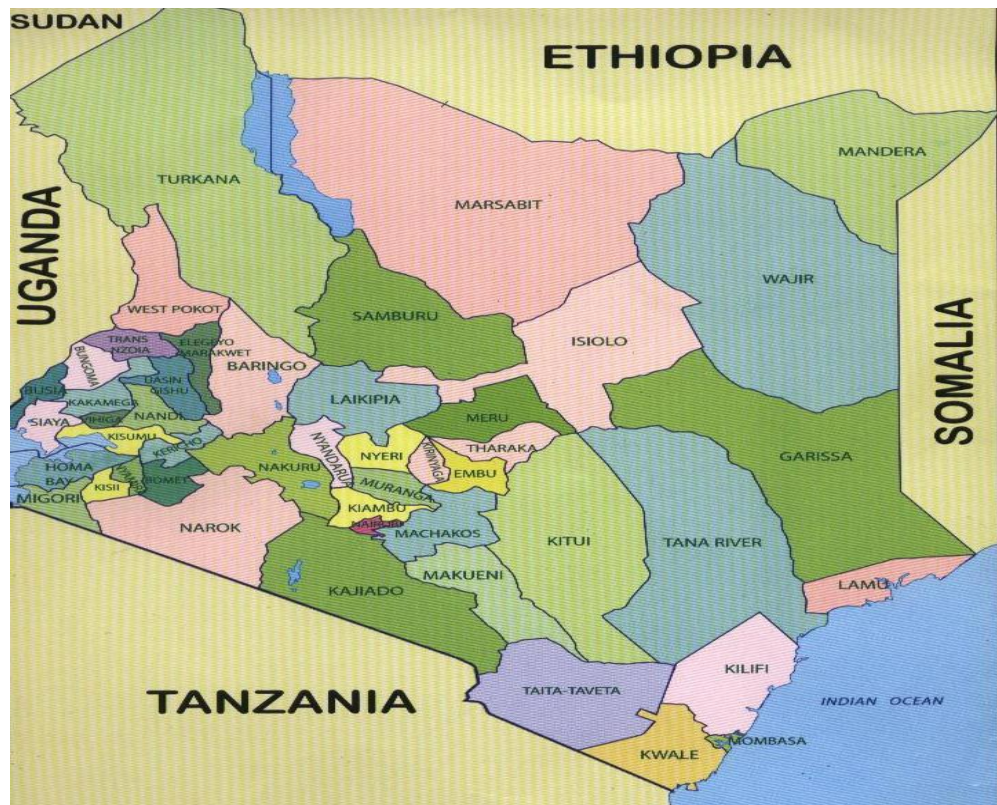 SUDAN
ETHIOPIA
MANDERA
TURKANA
MARSABIT
UGANDA
WAJIR
WEST POKOT
SAMBURU
SOMALIA
TRANS
NZOIA
ELEGEYO
MARAKWET
ISIOLO
BUNGOMA
BARINGO
UASIN
GISHU
BUSIA
KAKAMEGA
LAIKIPIA
SIAYA
VIHIGA
NANDI
MERU
KISUMU
NYANDARUA
KERICHO
THARAKA
NYERI
KIRINYAGA
GARISSA
HOMA
BAY
NAKURU
EMBU
KISII
BOMET
MURANGA
MIGORI
KIAMBU
NAROK
NAIROBI
MACHAKOS
KITUI
TANA RIVER
MAKUENI
KAJIADO
LAMU
KILIFI
TANZANIA
TAITA-TAVETA
INDIAN OCEAN
MOMBASA
KWALE